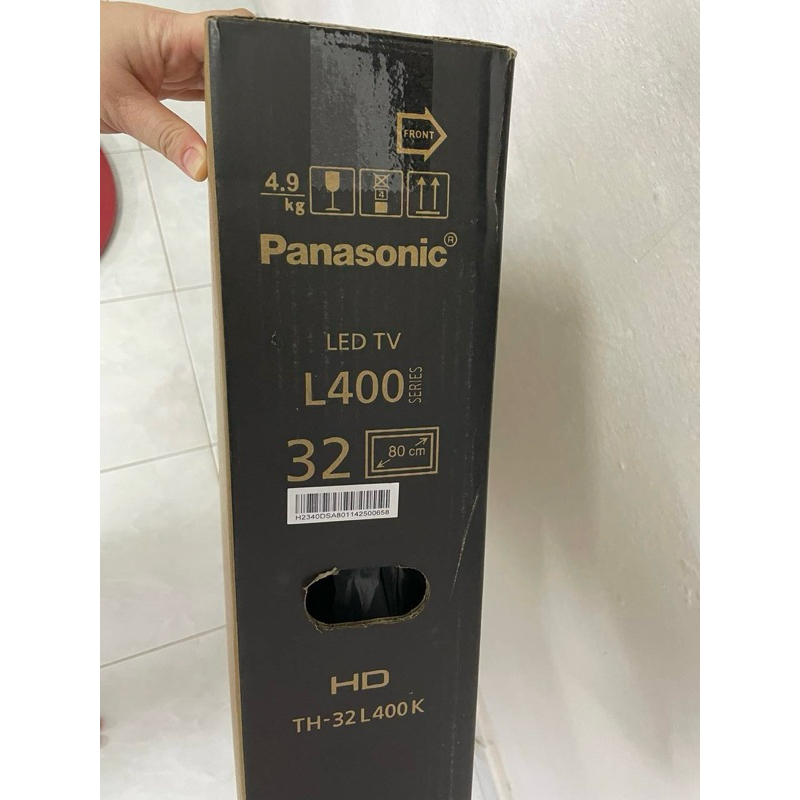 FRONT
4.9
kg
4
Panasonic®
LED TV
L400 SERIES
32
80 cm
H2340DSA801142500658
HD
TH-32L400K